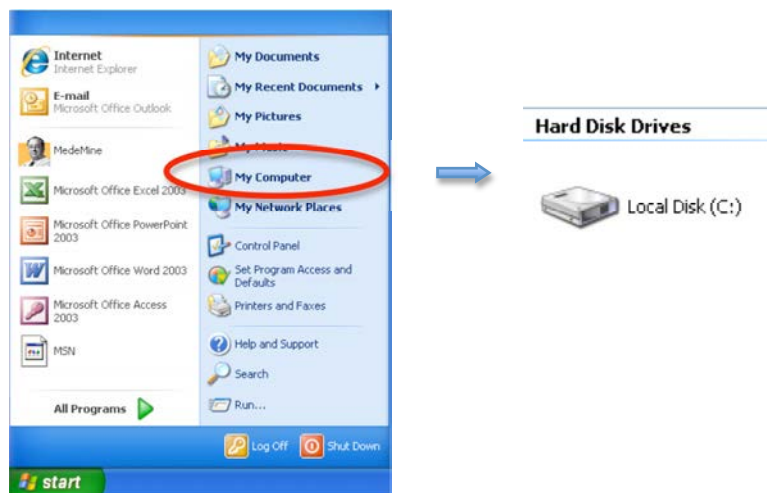 Internet
Internet Explorer
E-mail
Microsoft Office Outlook
MedeMine
Microsoft Office Excel 2003
Microsoft Office PowerPoint
2003
Microsoft Office Word 2003
Microsoft Office Access
2003
MSN
All Programs
My Documents
My Recent Documents
My Pictures
My Music
My Computer
My Network Places
Control Panel
Set Program Access and
Defaults
Printers and Faxes
Help and Support
Search
Run...
Log Off
Shut Down
start
Hard Disk Drives
Local Disk (C:)